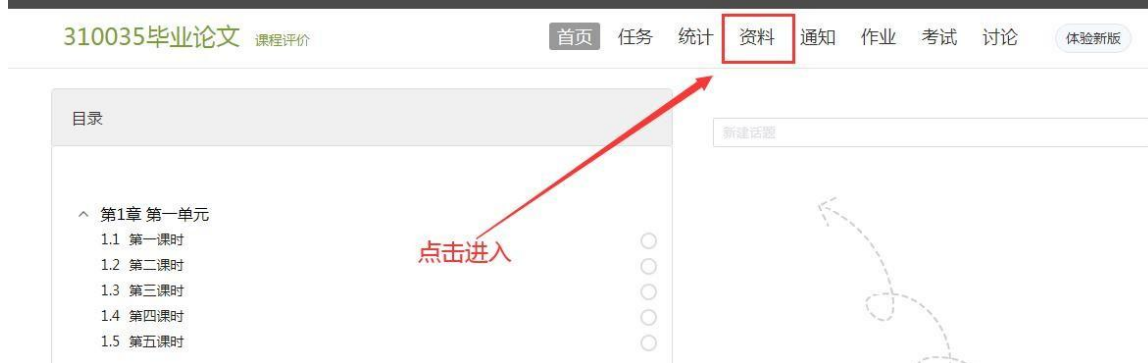 310035毕业论文 课程评价
首页 任务 统计 资料 通知 作业 考试 讨论 体验新版
目录
新建话题
第1章 第一单元
1.1 第一课时
点击进入
1.2 第二课时
1.3 第三课时
1.4 第四课时
1.5 第五课时